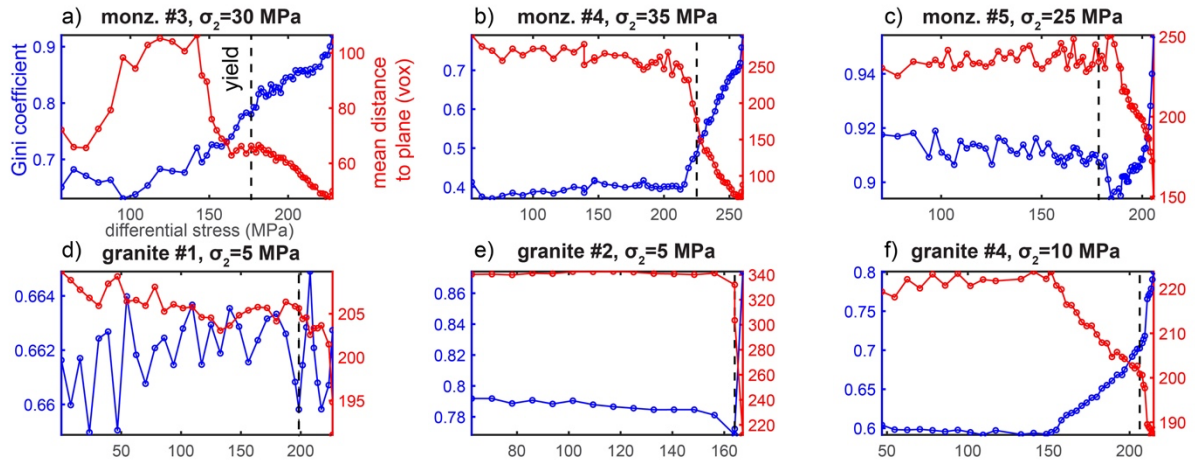 a) monz. #3, σ2=30 MPa
b) monz. #4, σ2=35 MPa
c) monz. #5, σ2=25 MPa
Gini coefficient
0.9
0.8
0.7
yield
100
80
60
mean distance
to plane (vox)
0.7
0.6
0.5
0.4
250
200
150
100
0.94
0.92
0.9
250
200
150
100 150 200
differential stress (MPa)
100 150 200 250
100 150 200
d) granite #1, σ2=5 MPa
e) granite #2, σ2=5 MPa
f) granite #4, σ2=10 MPa
0.664
0.662
0.66
205
200
195
0.86
0.84
0.82
0.8
0.78
340
320
300
280
260
240
220
0.8
0.75
0.7
0.65
0.6
220
210
200
190
50 100 150 200
80 100 120 140 160
50 100 150 200